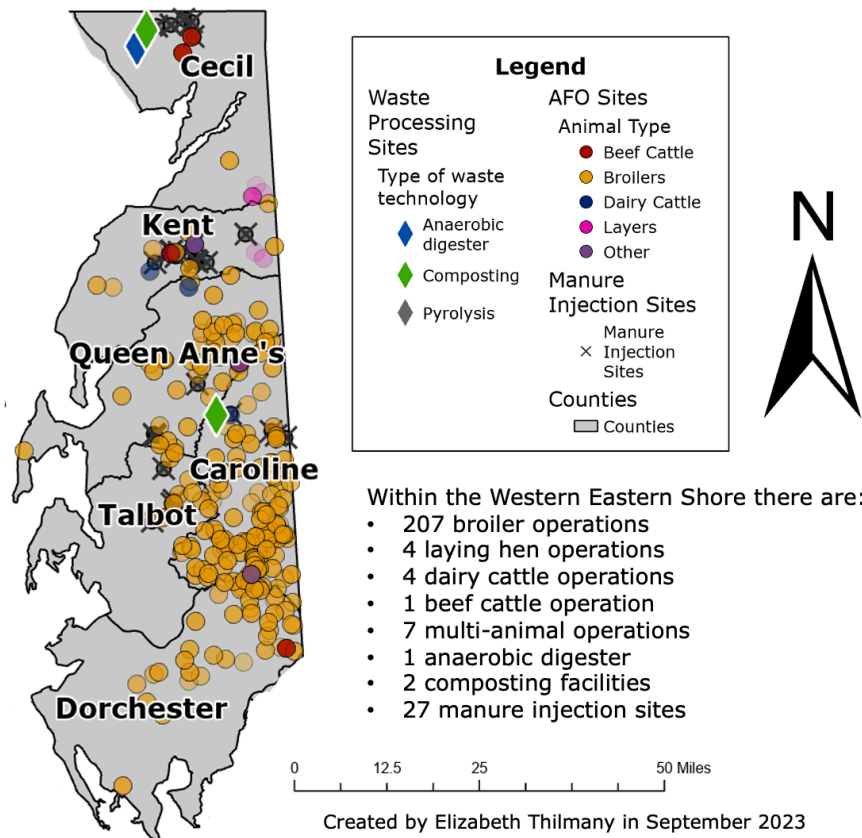 Cecil
Kent
Queen Anne's
Caroline
Talbot
Dorchester
Legend
Waste
Processing
Sites
Type of waste
technology
Anaerobic
digester
Composting
Pyrolysis
AFO Sites
Animal Type
Beef Cattle
Broilers
Dairy Cattle
Layers
Other
Manure
Injection Sites
Manure
Injection
Sites
Counties
Counties
N
Within the Western Eastern Shore there are:
• 207 broiler operations
• 4 laying hen operations
• 4 dairy cattle operations
• 1 beef cattle operation
• 7 multi-animal operations
• 1 anaerobic digester
• 2 composting facilities
• 27 manure injection sites
0 12.5 25 50 Miles
Created by Elizabeth Thilmany in September 2023